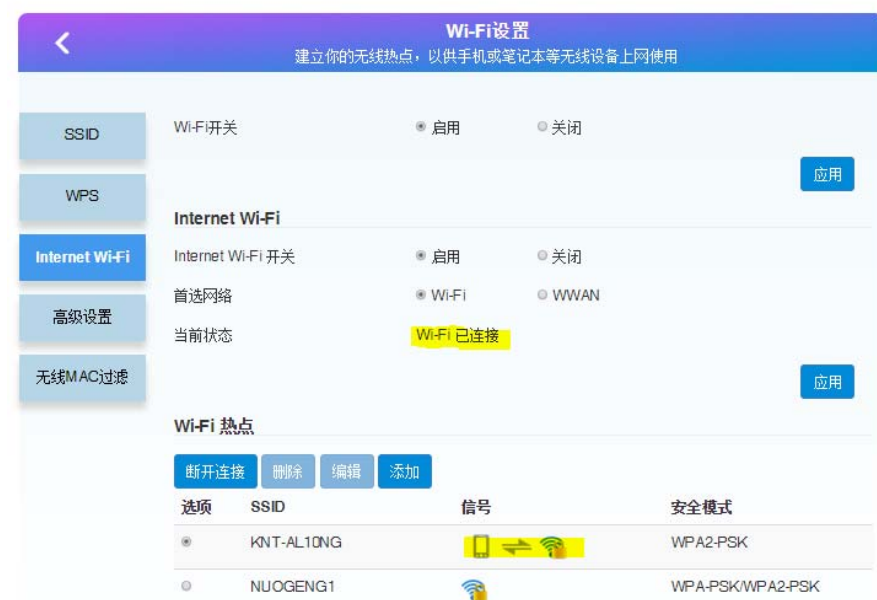 Wi-Fi设置
建立你的无线热点，以供手机或笔记本等无线设备上网使用
SSID
WPS
Internet Wi-Fi
高级设置
无线MAC过滤
Wi-Fi开关 启用 关闭
应用
Internet Wi-Fi
Internet Wi-Fi 开关 启用 关闭
首选网络 Wi-Fi WWAN
当前状态 Wi-Fi 已连接
应用
Wi-Fi 热点
断开连接 删除 编辑 添加
选项 SSID 信号 安全模式
KNT-AL10NG WPA2-PSK
NUOGENG1 WPA-PSK/WPA2-PSK